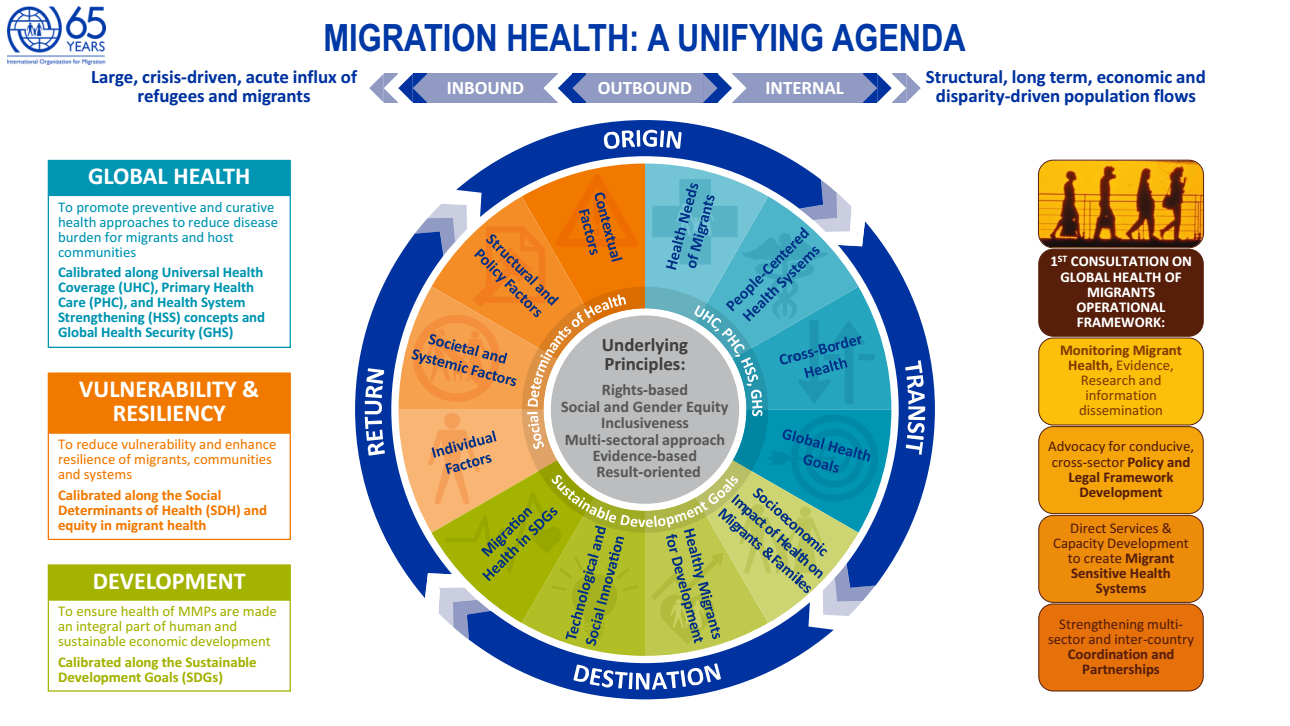 65
YEARS
International Organization for Migration
MIGRATION HEALTH: A UNIFYING AGENDA
Large, crisis-driven, acute influx of
refugees and migrants
INBOUND
OUTBOUND
INTERNAL
Structural, long term, economic and
disparity-driven population flows
GLOBAL HEALTH
To promote preventive and curative
health approaches to reduce disease
burden for migrants and host
communities
Calibrated along Universal Health
Coverage (UHC), Primary Health
Care (PHC), and Health System
Strengthening (HSS) concepts and
Global Health Security (GHS)
VULNERABILITY &
RESILIENCY
To reduce vulnerability and enhance
resilience of migrants, communities
and systems
Calibrated along the Social
Determinants of Health (SDH) and
equity in migrant health
DEVELOPMENT
To ensure health of MMPs are made
an integral part of human and
sustainable economic development
Calibrated along the Sustainable
Development Goals (SDGs)
ORIGIN
TRANSIT
DESTINATION
RETURN
Health Needs
of Migrants
People-Centered
Health Systems
Cross-Border
Health
Global Health
Goals
Socioeconomic
Impact of Health on
Migrants & Families
Healthy Migrants
for Development
Technological and
Social Innovation
Migration
Health in SDGs
Individual
Factors
Societal and
Systemic Factors
Structural and
Policy Factors
Contextual
Factors
UHC, PHC, HSS, GHS
Sustainable Development Goals
Social Determinants of Health
Underlying
Principles:
Rights-based
Social and Gender Equity
Inclusiveness
Multi-sectoral approach
Evidence-based
Result-oriented
1ST CONSULTATION ON
GLOBAL HEALTH OF
MIGRANTS
OPERATIONAL
FRAMEWORK:
Monitoring Migrant
Health, Evidence,
Research and
information
dissemination
Advocacy for conducive,
cross-sector Policy and
Legal Framework
Development
Direct Services &
Capacity Development
to create Migrant
Sensitive Health
Systems
Strengthening multi-
sector and inter-country
Coordination and
Partnerships